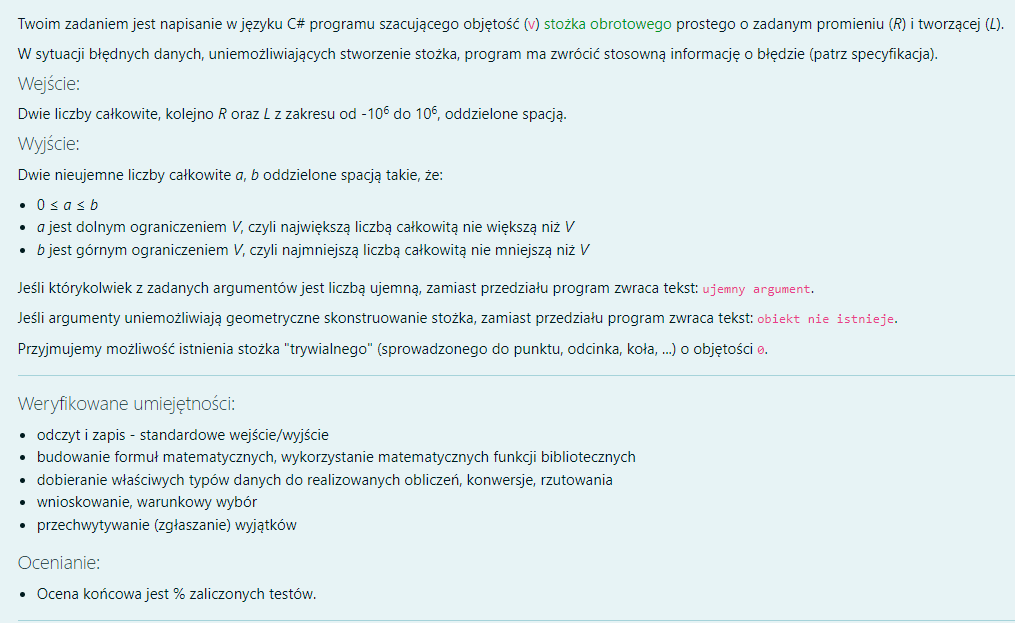 Twoim zadaniem jest napisanie w języku C# programu szacującego objętość (v) stożka obrotowego prostego o zadanym promieniu (R) i tworzącej (L).
W sytuacji błędnych danych, uniemożliwiających stworzenie stożka, program ma zwrócić stosowną informację o błędzie (patrz specyfikacja).
Wejście:
Dwie liczby całkowite, kolejno R oraz L z zakresu od -10⁶ do 10⁶, oddzielone spacją.
Wyjście:
Dwie nieujemne liczby całkowite a, b oddzielone spacją takie, że:
• 0 ≤ a ≤ b
• a jest dolnym ograniczeniem V, czyli największą liczbą całkowitą nie większą niż V
• b jest górnym ograniczeniem V, czyli najmniejszą liczbą całkowitą nie mniejszą niż V
Jeśli którykolwiek z zadanych argumentów jest liczbą ujemną, zamiast przedziału program zwraca tekst: ujemny argument.
Jeśli argumenty uniemożliwiają geometryczne skonstruowanie stożka, zamiast przedziału program zwraca tekst: obiekt nie istnieje.
Przyjmujemy możliwość istnienia stożka "trywialnego" (sprowadzonego do punktu, odcinka, koła, ...) o objętości 0.
Weryfikowane umiejętności:
• odczyt i zapis - standardowe wejście/wyjście
• budowanie formuł matematycznych, wykorzystanie matematycznych funkcji bibliotecznych
• dobieranie właściwych typów danych do realizowanych obliczeń, konwersje, rzutowania
• wnioskowanie, warunkowy wybór
• przechwytywanie (zgłaszanie) wyjątków
Ocenianie:
• Ocena końcowa jest % zaliczonych testów.